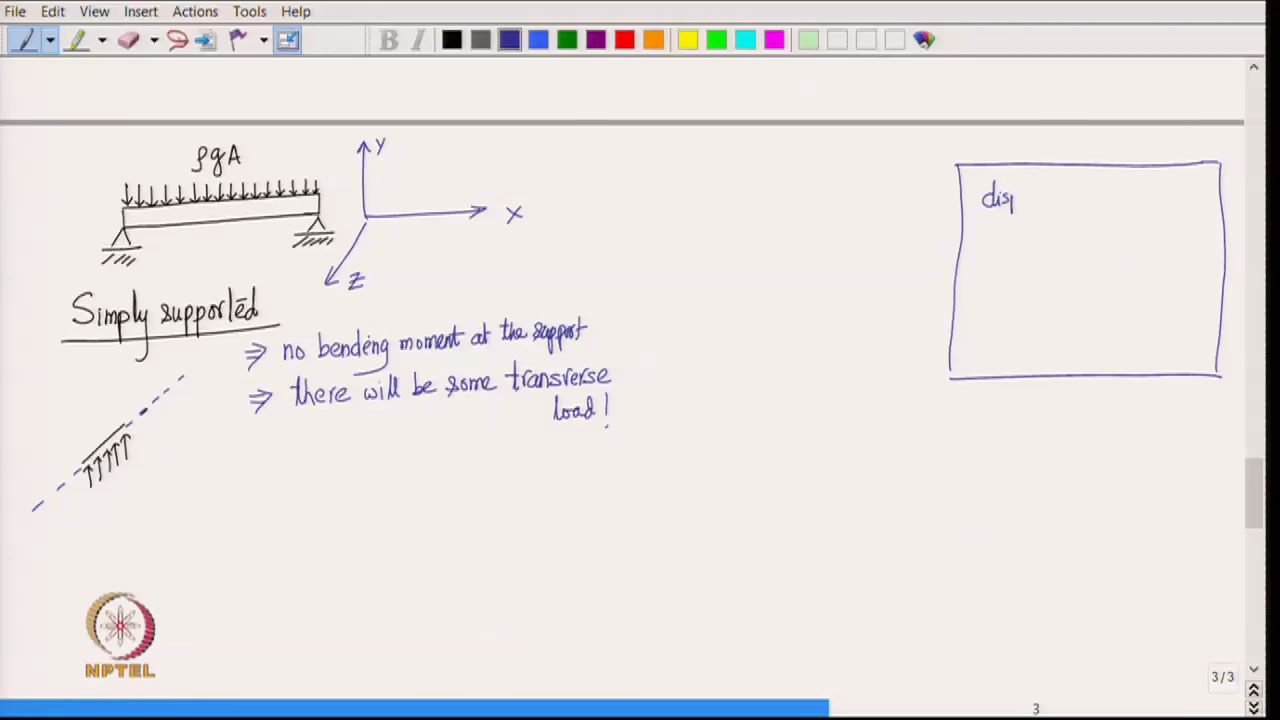 File Edit View Insert Actions Tools Help
B I
ρgA
Y
X
Z
Simply supported
⇒ no bending moment at the support
⇒ there will be some transverse
load!
disp
NPTEL
3/3
3